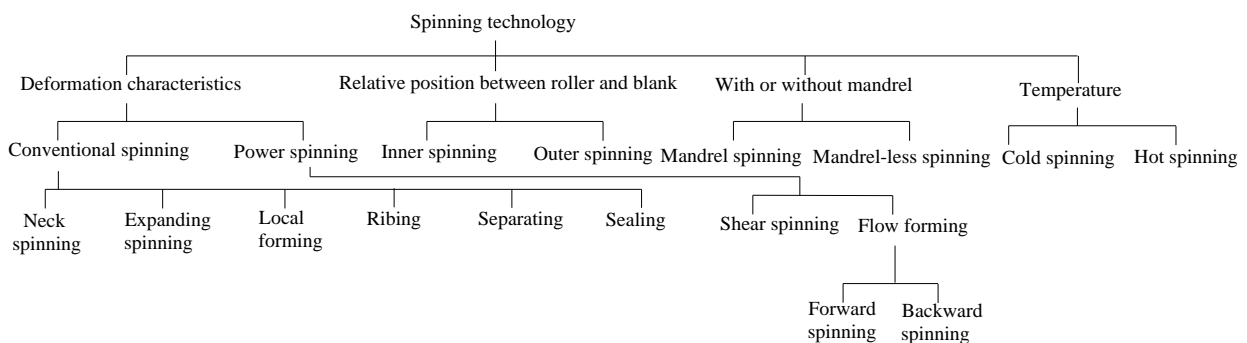 Spinning technology
Deformation characteristics
Relative position between roller and blank
With or without mandrel
Temperature
Conventional spinning
Power spinning
Inner spinning
Outer spinning
Mandrel spinning
Mandrel-less spinning
Cold spinning
Hot spinning
Neck
spinning
Expanding
spinning
Local
forming
Ribing
Separating
Sealing
Shear spinning
Flow forming
Forward
spinning
Backward
spinning